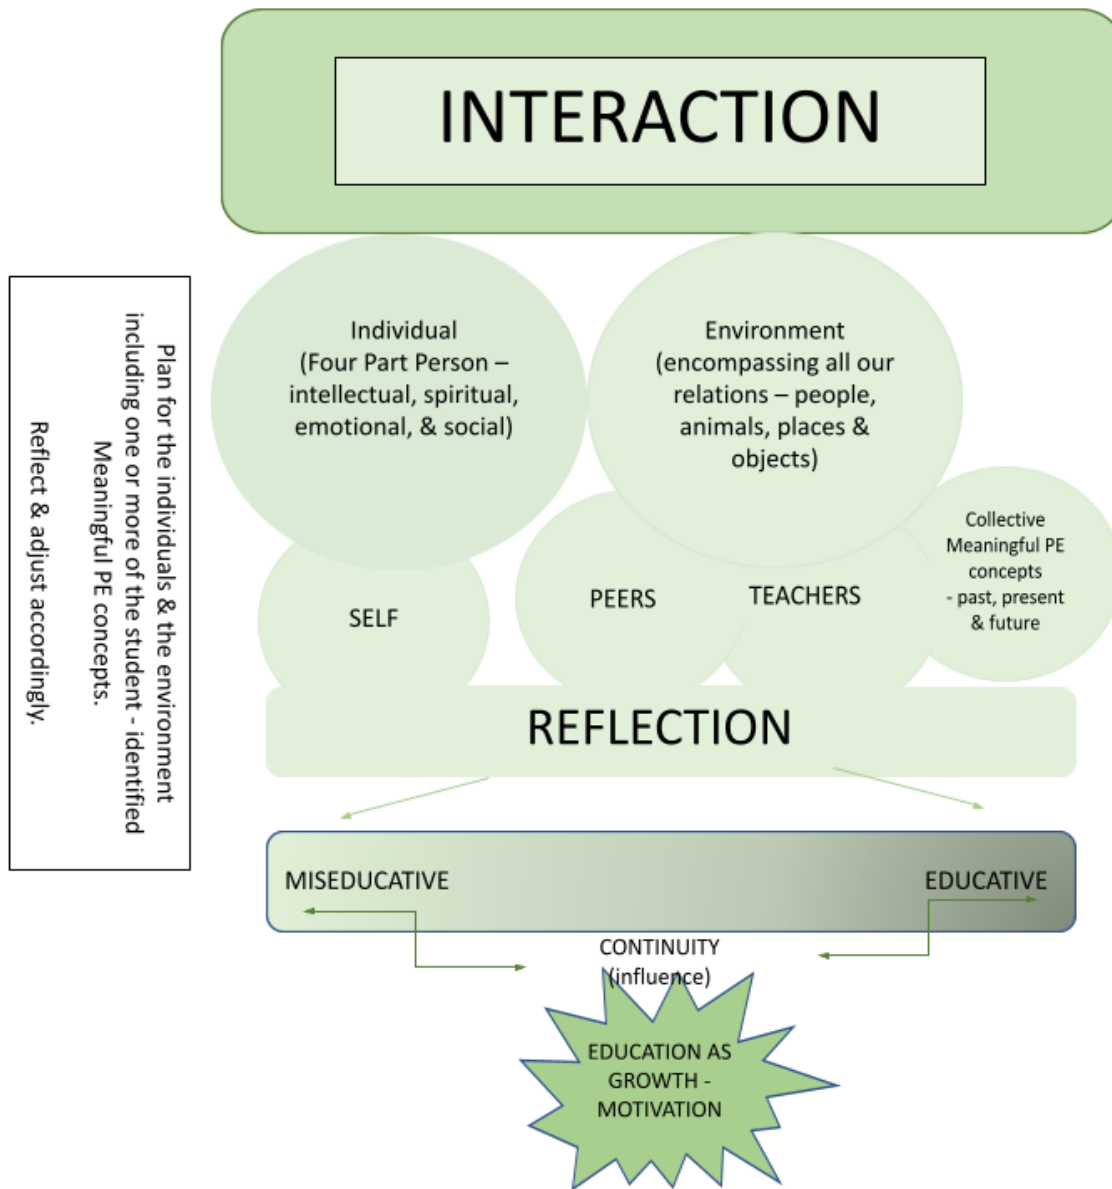 INTERACTION
Plan for the individuals & the environment
including one or more of the student - identified
Meaningful PE concepts.
Reflect & adjust accordingly.
Individual
(Four Part Person –
intellectual, spiritual,
emotional, & social)
Environment
(encompassing all our
relations – people,
animals, places &
objects)
SELF
PEERS
TEACHERS
Collective
Meaningful PE
concepts
- past, present
& future
REFLECTION
MISEDUCATIVE
EDUCATIVE
CONTINUITY
(influence)
EDUCATION AS
GROWTH -
MOTIVATION